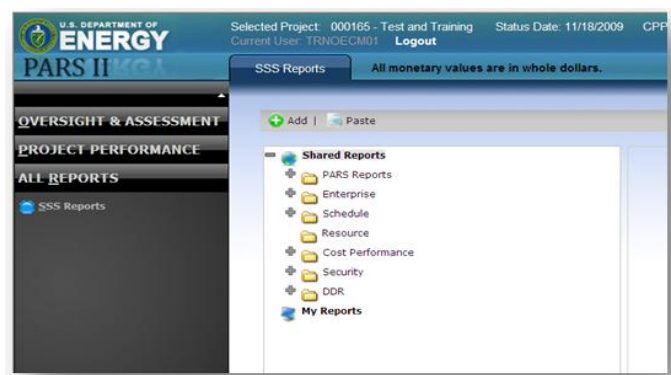 U.S. DEPARTMENT OF
ENERGY
PARS II
Selected Project: 000165 - Test and Training Status Date: 11/18/2009 CPP
Current User: TRNOECM01 Logout
SSS Reports All monetary values are in whole dollars.
OVERSIGHT & ASSESSMENT
PROJECT PERFORMANCE
ALL REPORTS
SSS Reports
Add | Paste
Shared Reports
PARS Reports
Enterprise
Schedule
Resource
Cost Performance
Security
DDR
My Reports